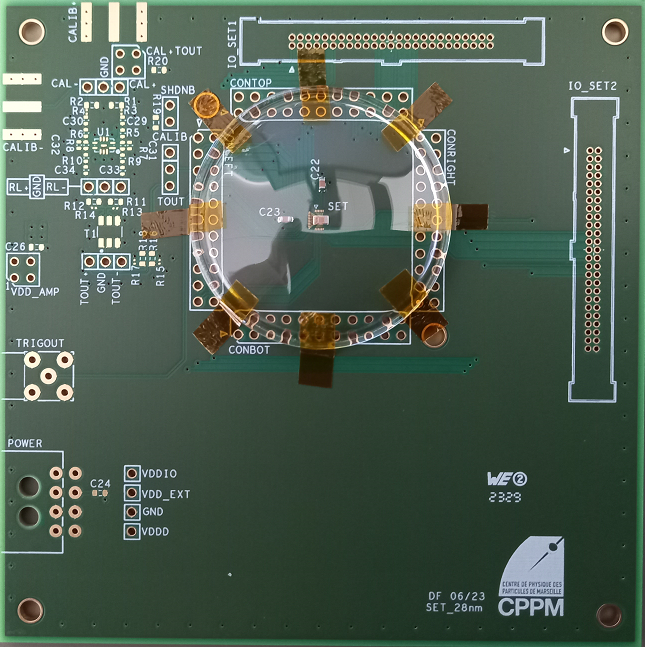 CALIB+
IO_SET1
CAL+TOUT
GND
R20
CAL-
CAL+
SHDNB
CONTOP
IO_SET2
R2
R1
R4
R3
C30
C29
U1
R6
R5
R8
CALIB
CALIB-
C32
C31
R10
R9
C34
C33
TOUT
CONRIGHT
C22
RL+
GND
RL-
R12
R11
R14
R13
C23
SET
T1
C26
VDD_AMP
TOUT+
GND
TOUT-
R17
R15
TRIGOUT
CONBOT
POWER
C24
VDDIO
VDD_EXT
GND
VDDD
WE
2329
CENTRE DE PHYSIQUE DES
PARTICULES DE MARSEILLE
CPPM
DF 06/23
SET_28nm